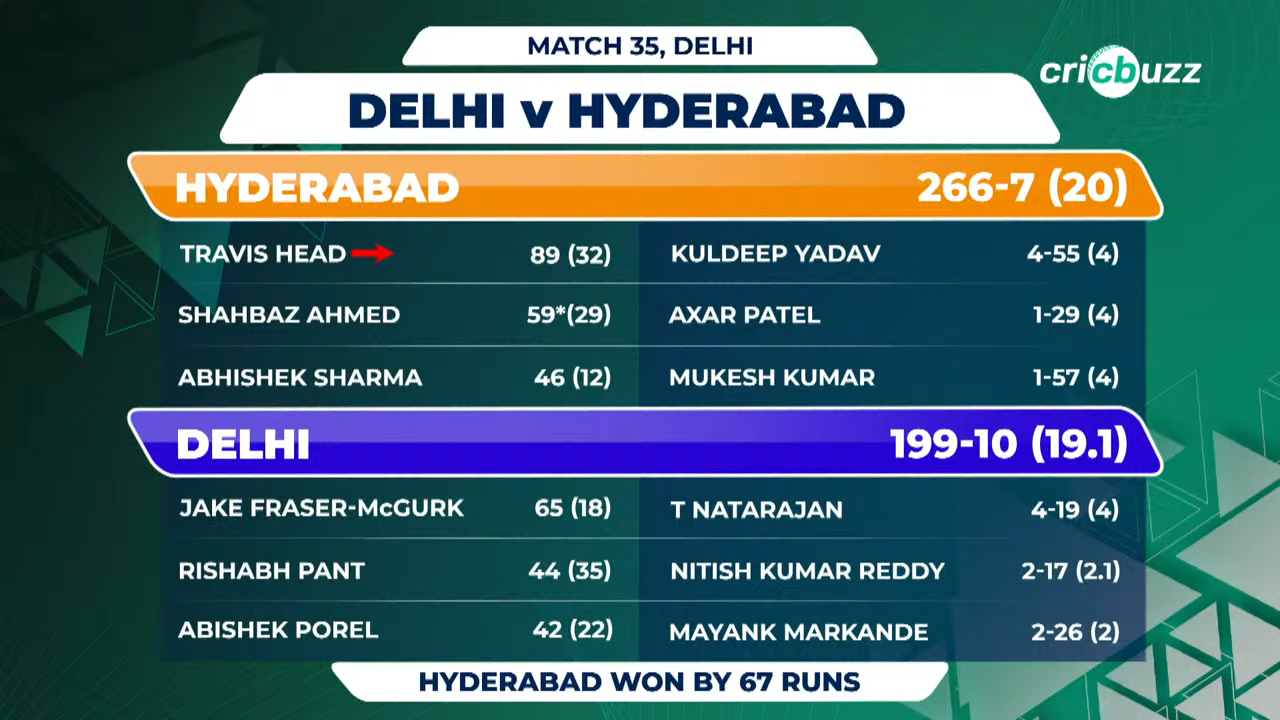 MATCH 35, DELHI
cricbuzz
DELHI v HYDERABAD
HYDERABAD 266-7 (20)
TRAVIS HEAD 89 (32) KULDEEP YADAV 4-55 (4)
SHAHBAZ AHMED 59*(29) AXAR PATEL 1-29 (4)
ABHISHEK SHARMA 46 (12) MUKESH KUMAR 1-57 (4)
DELHI 199-10 (19.1)
JAKE FRASER-McGURK 65 (18) T NATARAJAN 4-19 (4)
RISHABH PANT 44 (35) NITISH KUMAR REDDY 2-17 (2.1)
ABISHEK POREL 42 (22) MAYANK MARKANDE 2-26 (2)
HYDERABAD WON BY 67 RUNS